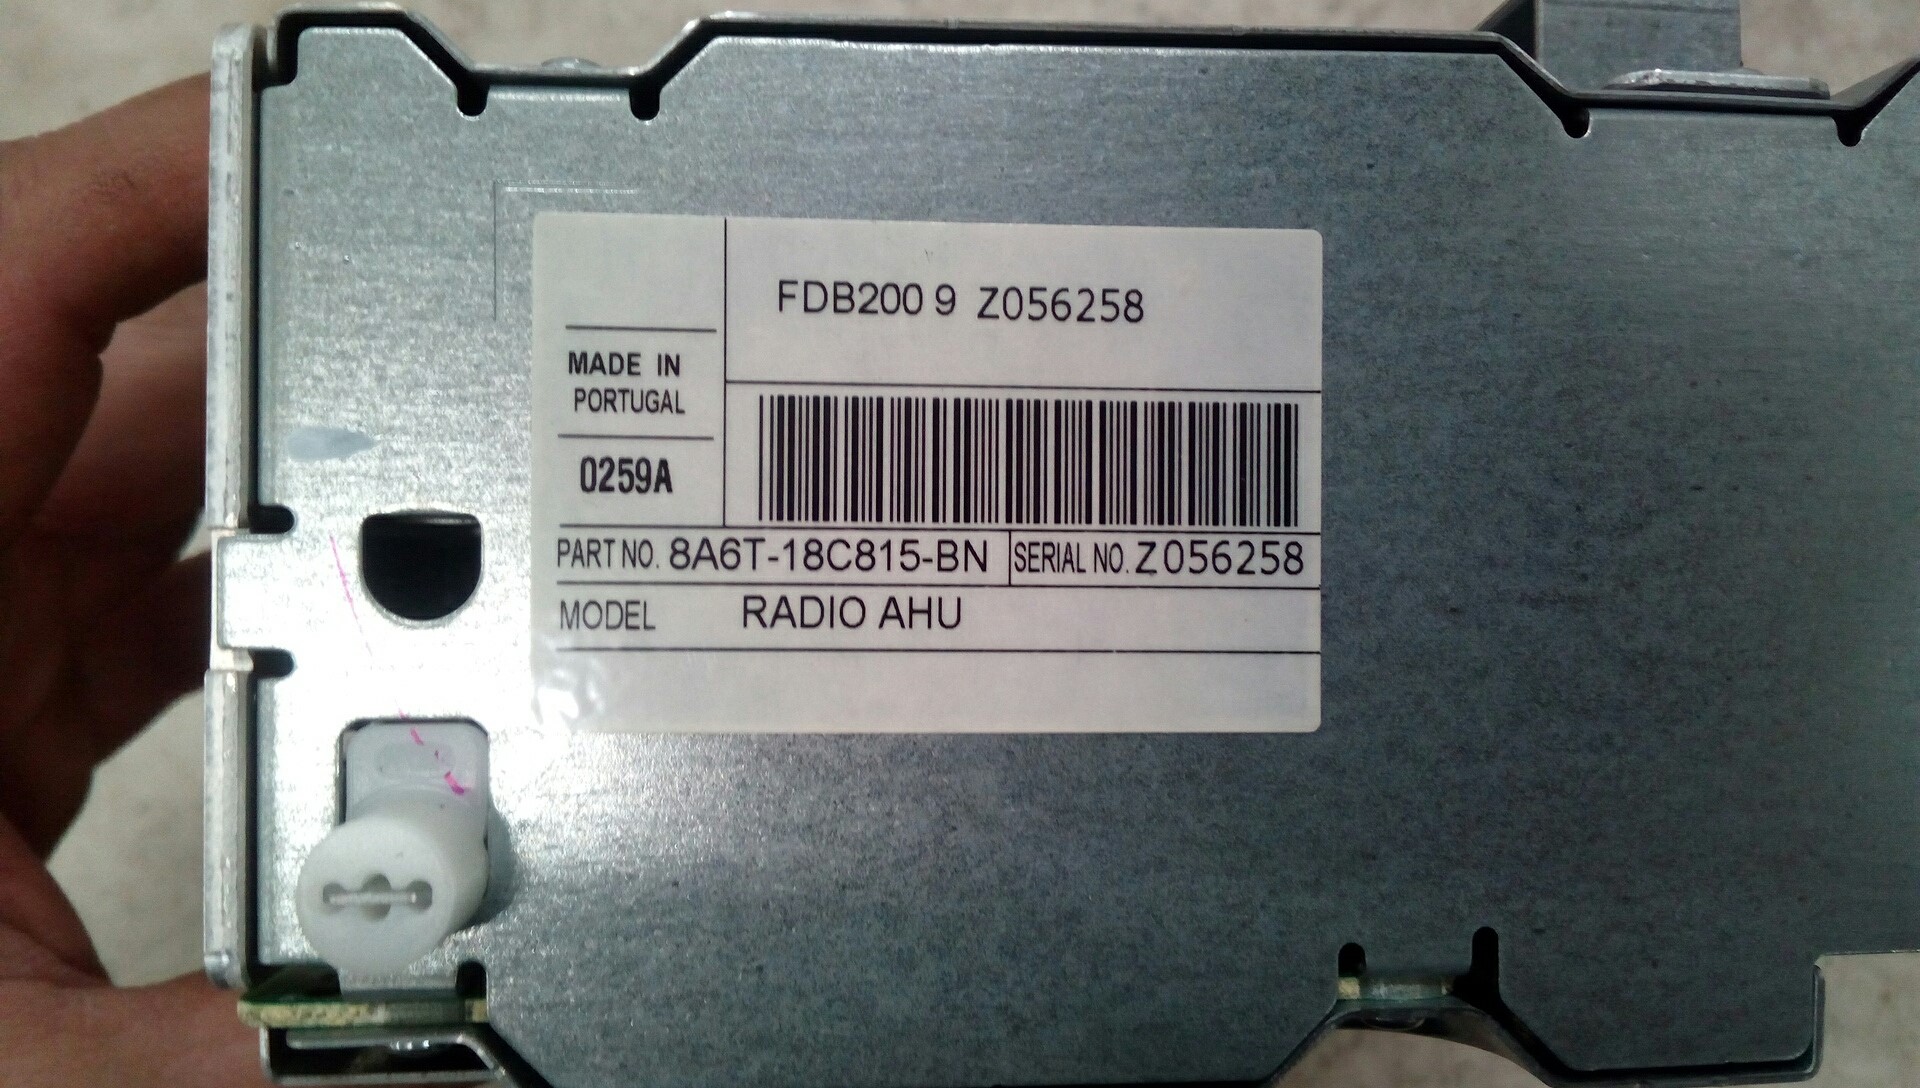 FDB200 9 Z056258
MADE IN
PORTUGAL
0259A
PART NO. 8A6T-18C815-BN SERIAL NO. Z056258
MODEL RADIO AHU